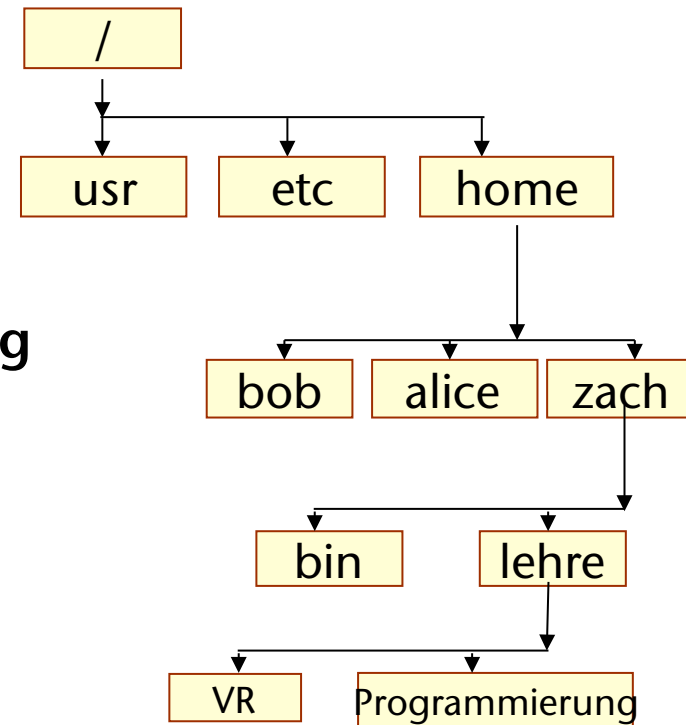 /
usr etc home
g
bob alice zach
bin lehre
VR Programmierung